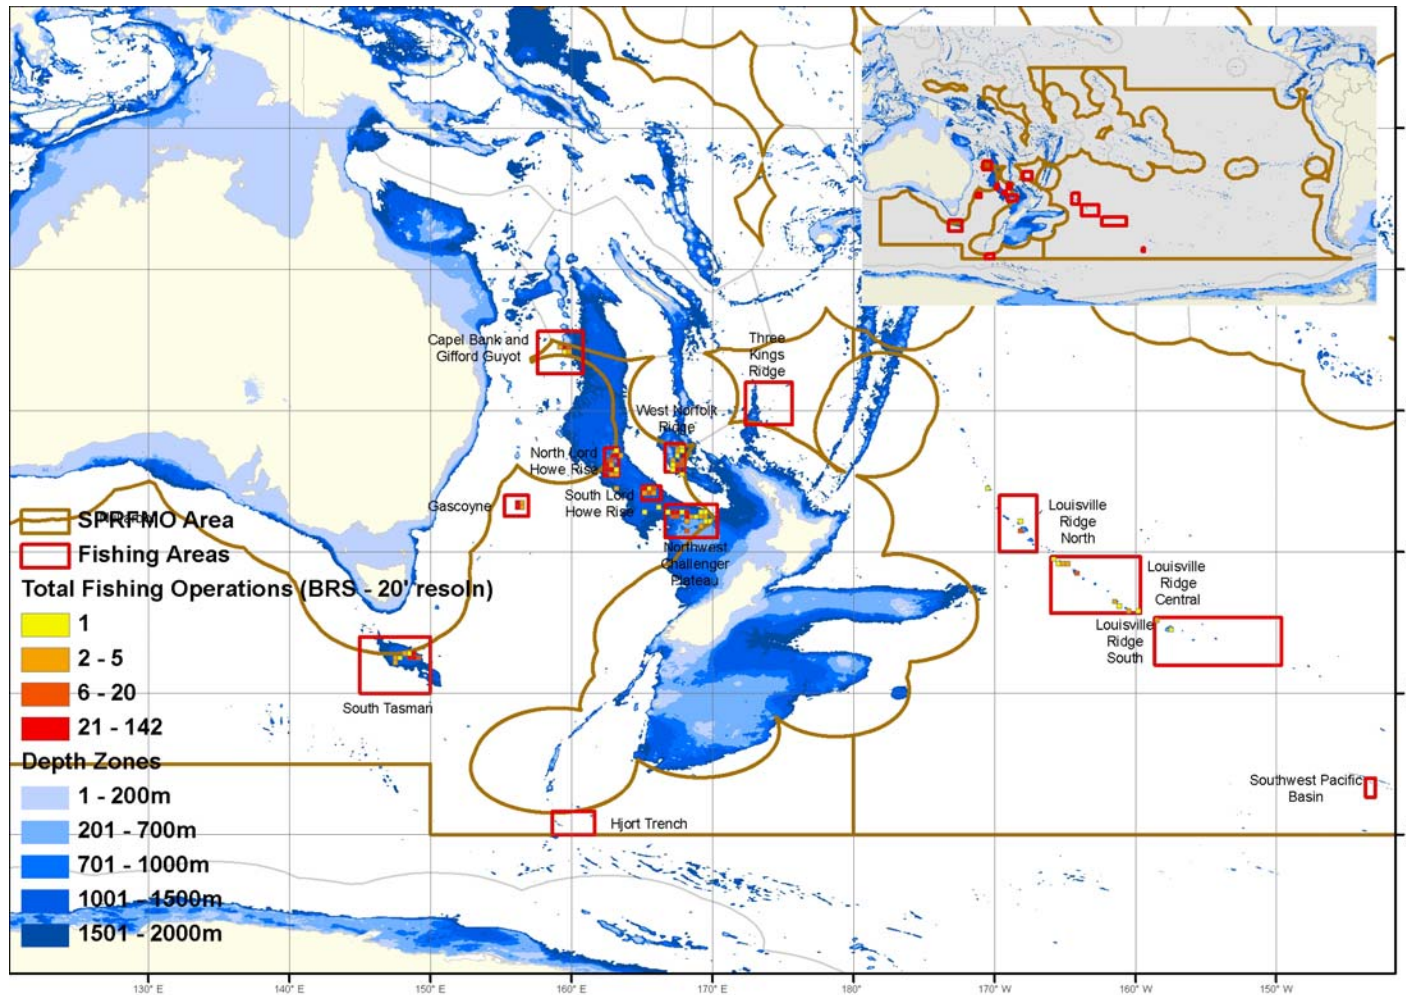 Capel Bank and
Gifford Guyot
Three
Kings
Ridge
West Norfolk
Ridge
North Lord
Howe Rise
South Lord
Howe Rise
Gascoyne
Northwest
Challenger
Plateau
Louisville
Ridge
North
Louisville
Ridge
Central
Louisville
Ridge
South
South Tasman
Hjort Trench
Southwest Pacific
Basin
SPRFMO Area
Fishing Areas
Total Fishing Operations (BRS - 20' resoln)
1
2 - 5
6 - 20
21 - 142
Depth Zones
1 - 200m
201 - 700m
701 - 1000m
1001 - 1500m
1501 - 2000m
130° E 140° E 150° E 160° E 170° E 180° 170° W 160° W 150° W